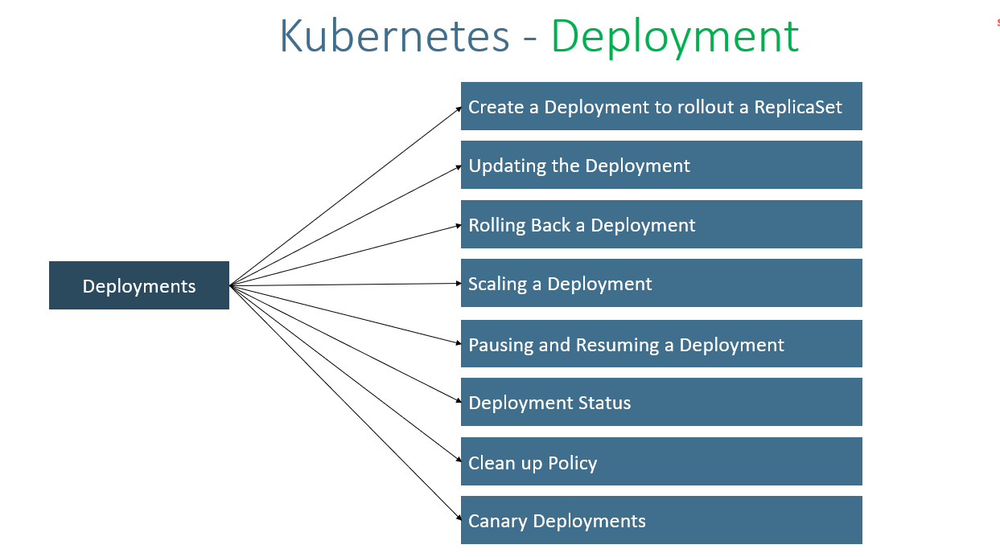 Kubernetes - Deployment
Create a Deployment to rollout a ReplicaSet
Updating the Deployment
Rolling Back a Deployment
Deployments
Scaling a Deployment
Pausing and Resuming a Deployment
Deployment Status
Clean up Policy
Canary Deployments